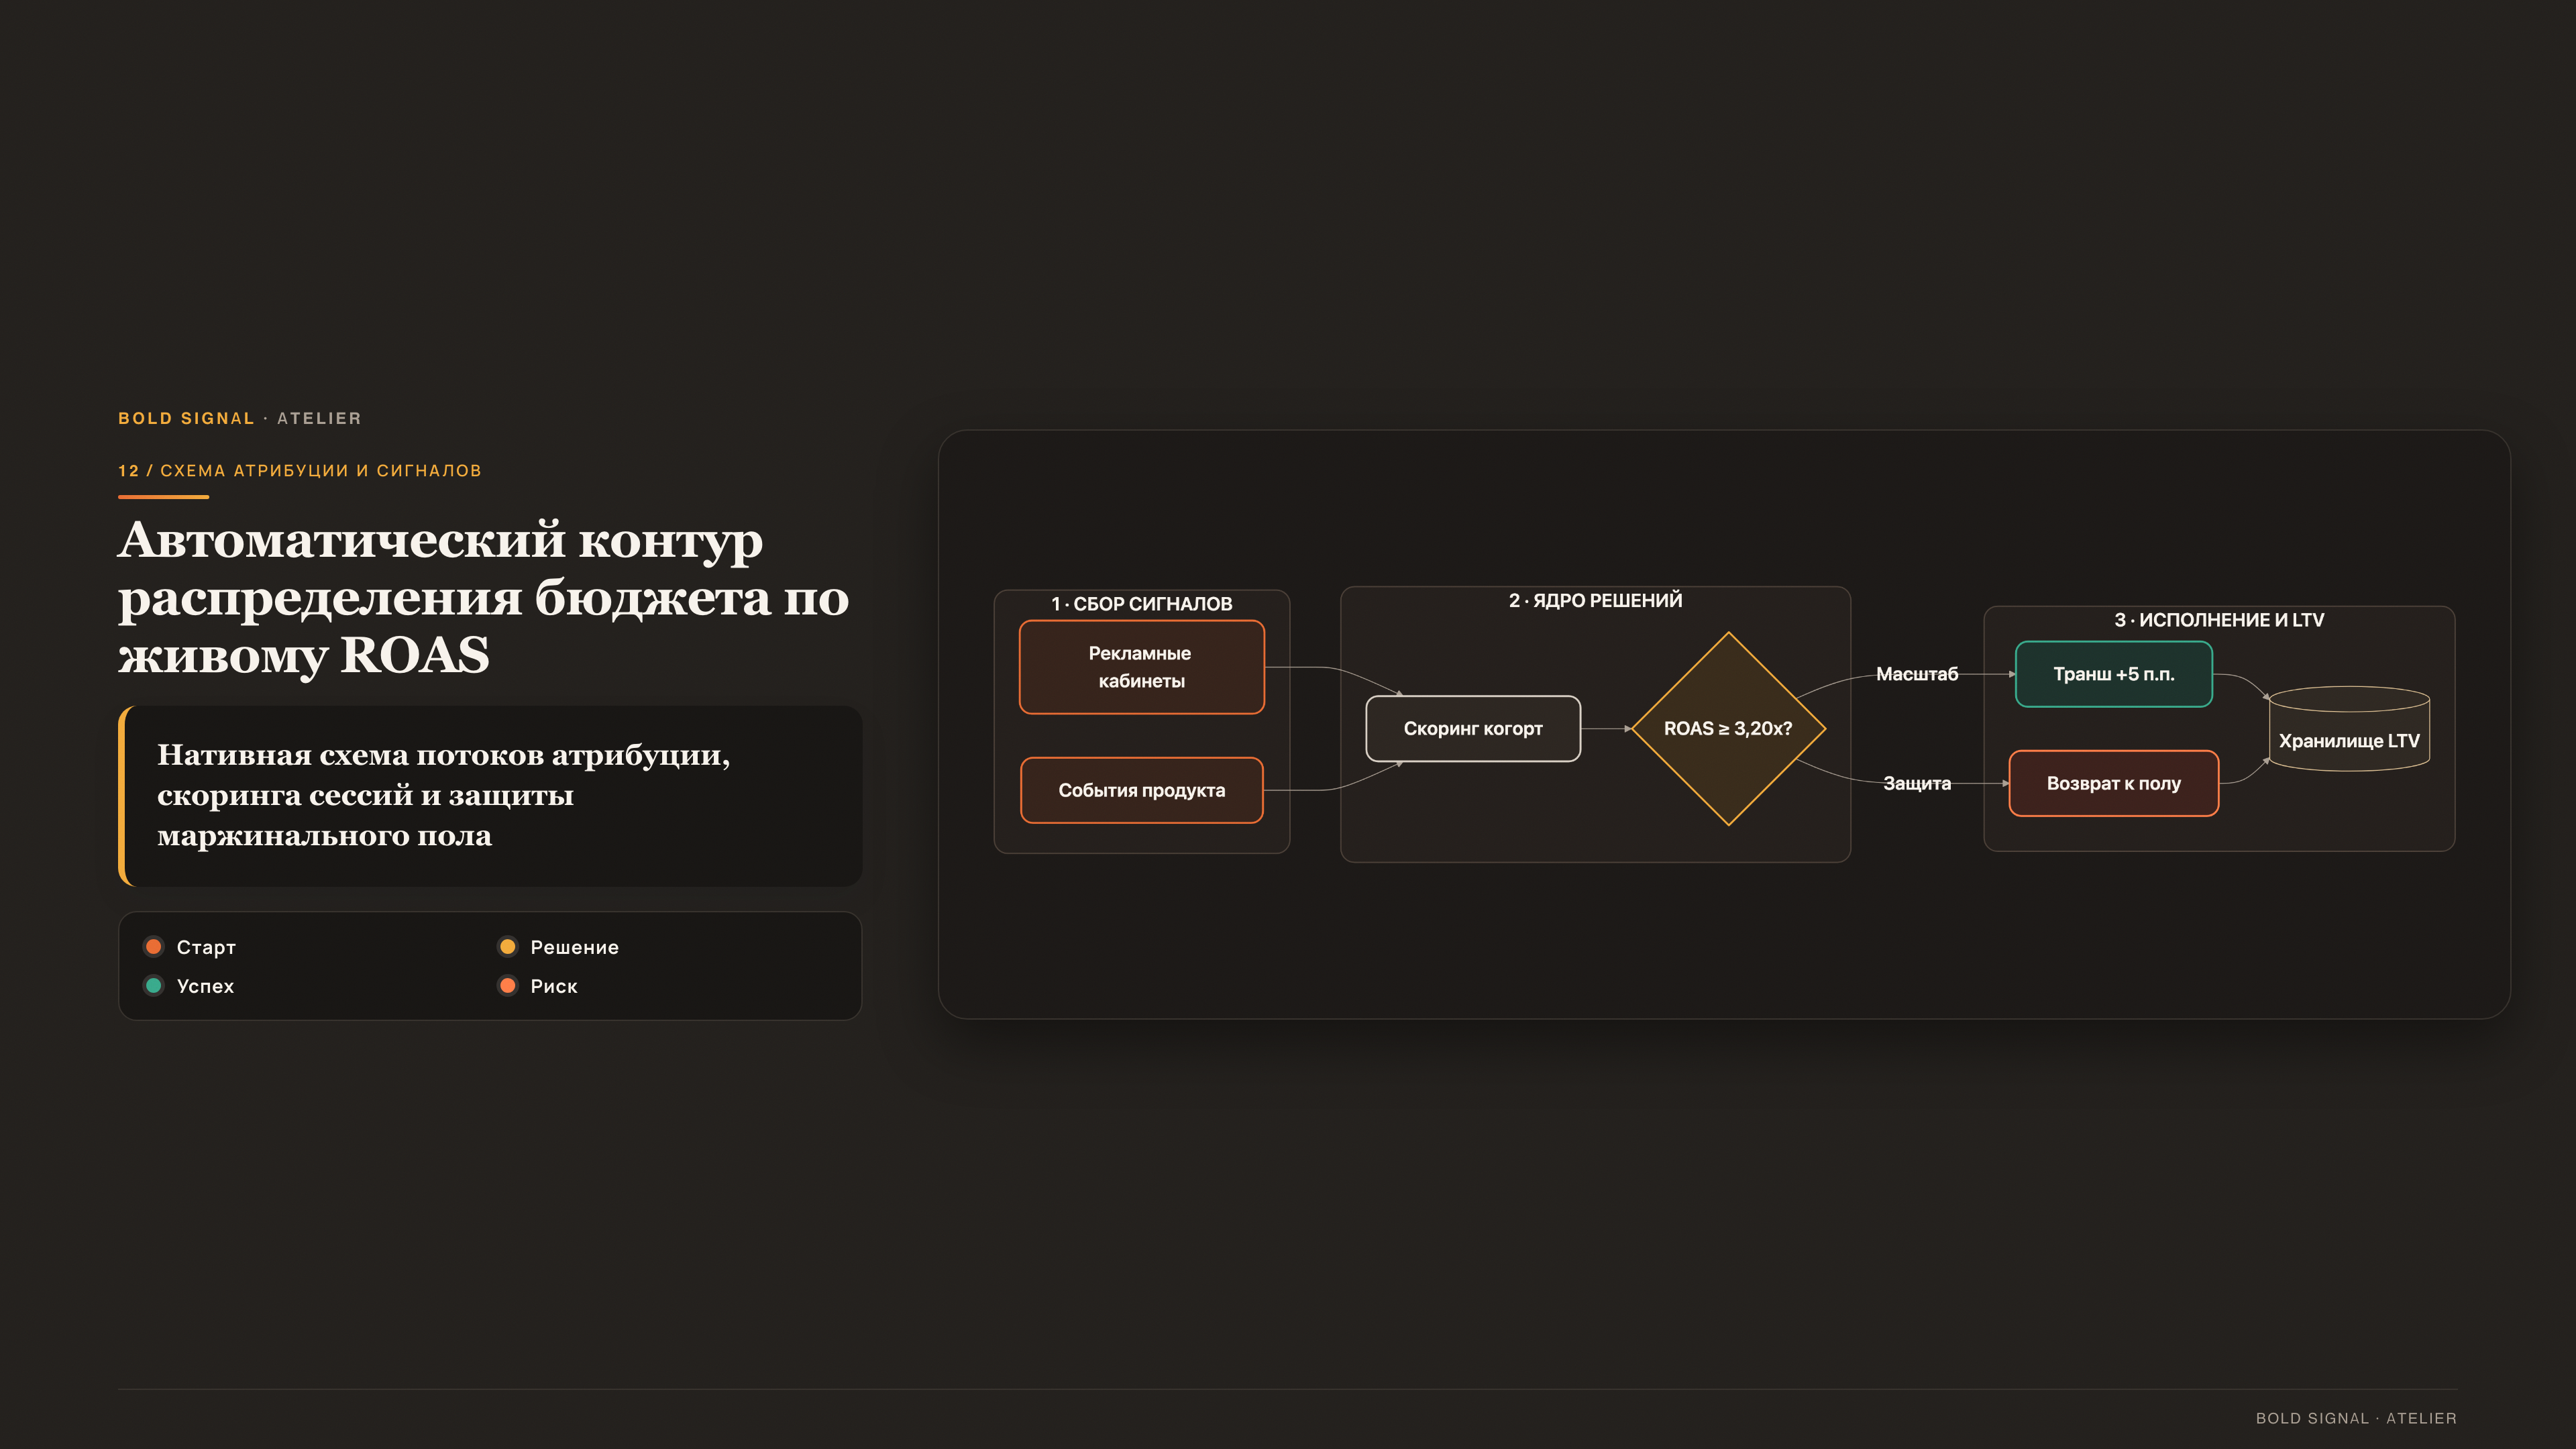 BOLD SIGNAL · ATELIER
12 / СХЕМА АТРИБУЦИИ И СИГНАЛОВ
Автоматический контур
распределения бюджета по
живому ROAS
Нативная схема потоков атрибуции,
скоринга сессий и защиты
маржинального пола
Старт
Решение
Успех
Риск
1 · СБОР СИГНАЛОВ
Рекламные
кабинеты
События продукта
2 · ЯДРО РЕШЕНИЙ
Скоринг когорт
ROAS ≥ 3,20x?
Масштаб
Защита
3 · ИСПОЛНЕНИЕ И LTV
Транш +5 п.п.
Возврат к полу
Хранилище LTV
BOLD SIGNAL · ATELIER